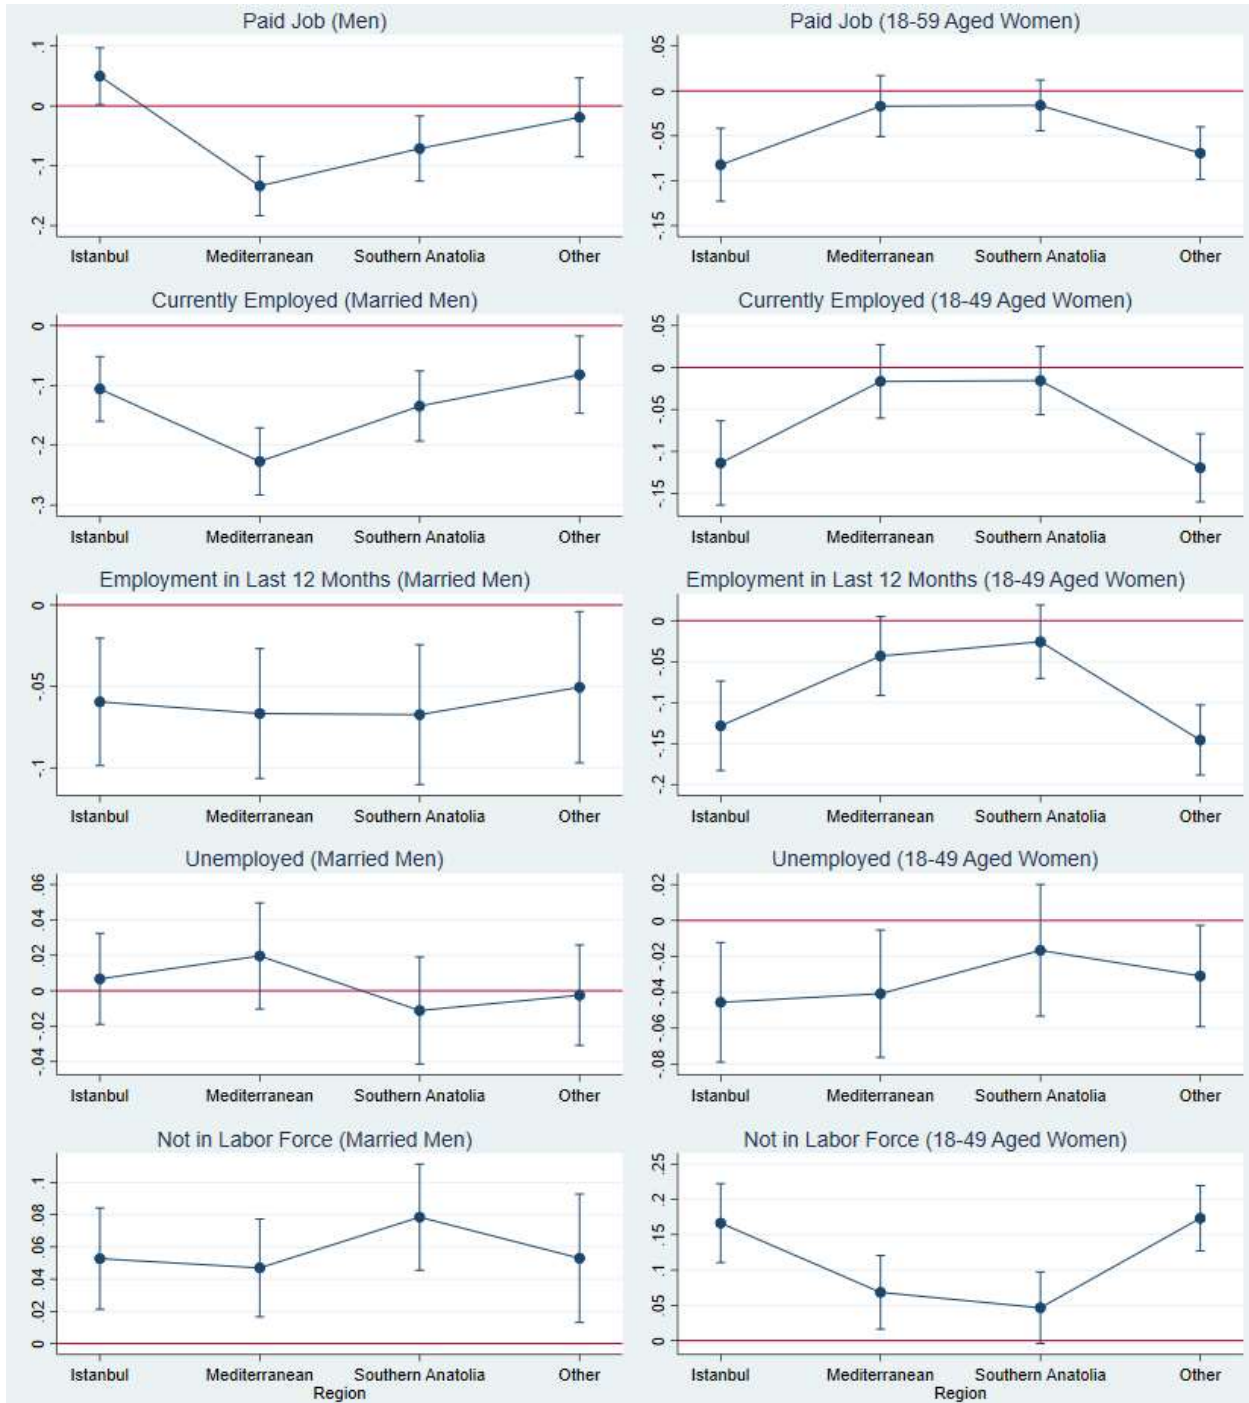 Paid Job (Men)
.1
0
-.1
-.2
Istanbul Mediterranean Southern Anatolia Other
Paid Job (18-59 Aged Women)
.05
0
-.05
-.1
-.15
Istanbul Mediterranean Southern Anatolia Other
Currently Employed (Married Men)
0
-.1
-.2
-.3
Istanbul Mediterranean Southern Anatolia Other
Currently Employed (18-49 Aged Women)
.05
0
-.05
-.1
-.15
Istanbul Mediterranean Southern Anatolia Other
Employment in Last 12 Months (Married Men)
0
-.05
-.1
Istanbul Mediterranean Southern Anatolia Other
Employment in Last 12 Months (18-49 Aged Women)
0
-.05
-.1
-.15
-.2
Istanbul Mediterranean Southern Anatolia Other
Unemployed (Married Men)
.06
.04
.02
0
-.02
-.04
Istanbul Mediterranean Southern Anatolia Other
Unemployed (18-49 Aged Women)
.02
0
-.02
-.04
-.06
-.08
Istanbul Mediterranean Southern Anatolia Other
Not in Labor Force (Married Men)
.1
.08
.06
.04
.02
0
Istanbul Mediterranean Southern Anatolia Other
Region
Not in Labor Force (18-49 Aged Women)
.25
.2
.15
.1
.05
0
Istanbul Mediterranean Southern Anatolia Other
Region